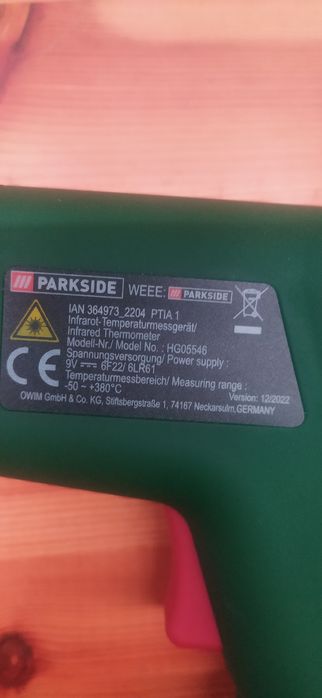 /// PARKSIDE WEEE: /// PARKSIDE
IAN 364973_2204 PTIA 1
Infrarot-Temperaturmessgerät/
Infrared Thermometer
Modell-Nr./ Model No.: HG05546
Spannungsversorgung/ Power supply :
9V ⎓ 6F22/ 6LR61
Temperaturmessbereich/ Measuring range :
-50 ~ +380°C
Version: 12/2022
OWIM GmbH & Co. KG, Stiftsbergstraße 1, 74167 Neckarsulm, GERMANY
CE